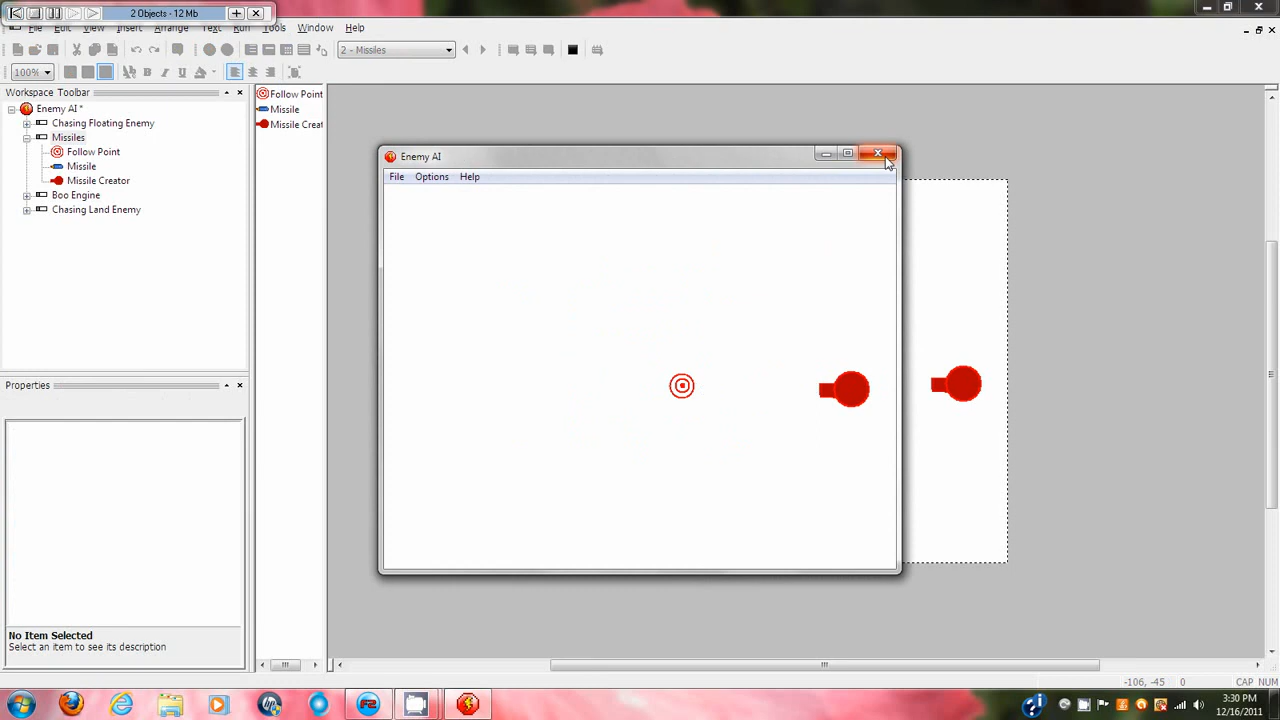 2 Objects - 12 Mb
File Edit View Insert Arrange Text Run Tools Window Help
2 - Missiles
100%
B I U
Workspace Toolbar
Enemy AI *
Chasing Floating Enemy
Missiles
Follow Point
Missile
Missile Creator
Boo Engine
Chasing Land Enemy
Follow Point
Missile
Missile Creat
Enemy AI
File Options Help
Properties
No Item Selected
Select an item to see its description
-106, -45 0 CAP NUM
3:30 PM
12/16/2011